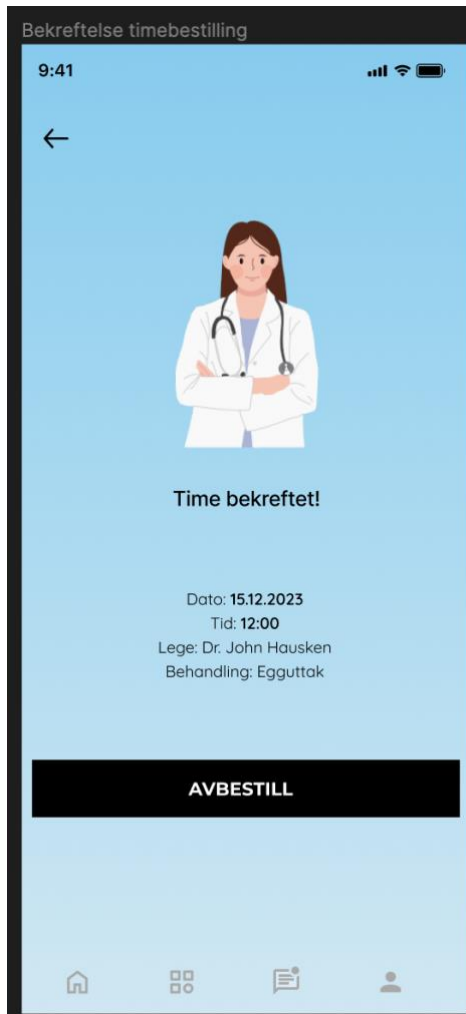 Bekreftelse timebestilling
9:41
Time bekreftet!
Dato: 15.12.2023
Tid: 12:00
Lege: Dr. John Hausken
Behandling: Egguttak
AVBESTILL